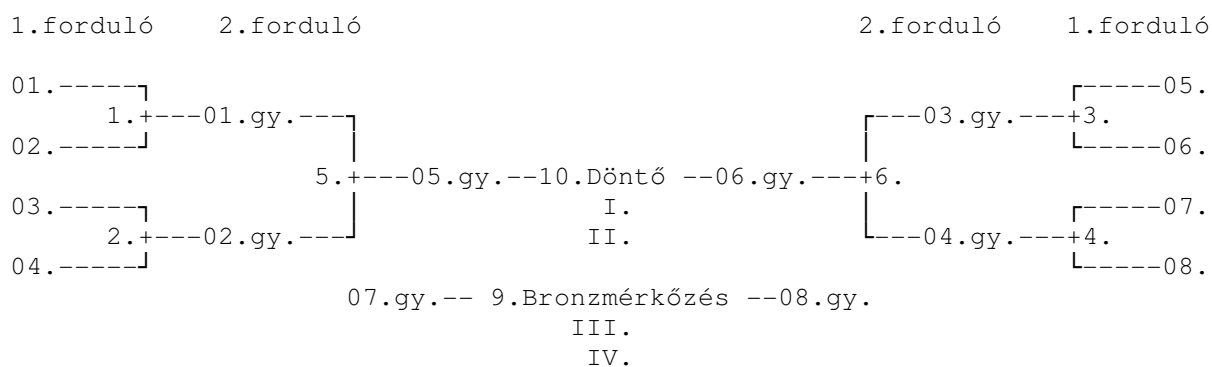 1.forduló 2.forduló 2.forduló 1.forduló
01. 05.
1. 01.gy. 03.gy. 3.
02. 06.
5. 05.gy. 10.Döntő 06.gy. 6.
03. I. 07.
2. 02.gy. II. 04.gy. 4.
04. 08.
07.gy.-- 9.Bronzmérkőzés --08.gy.
III.
IV.